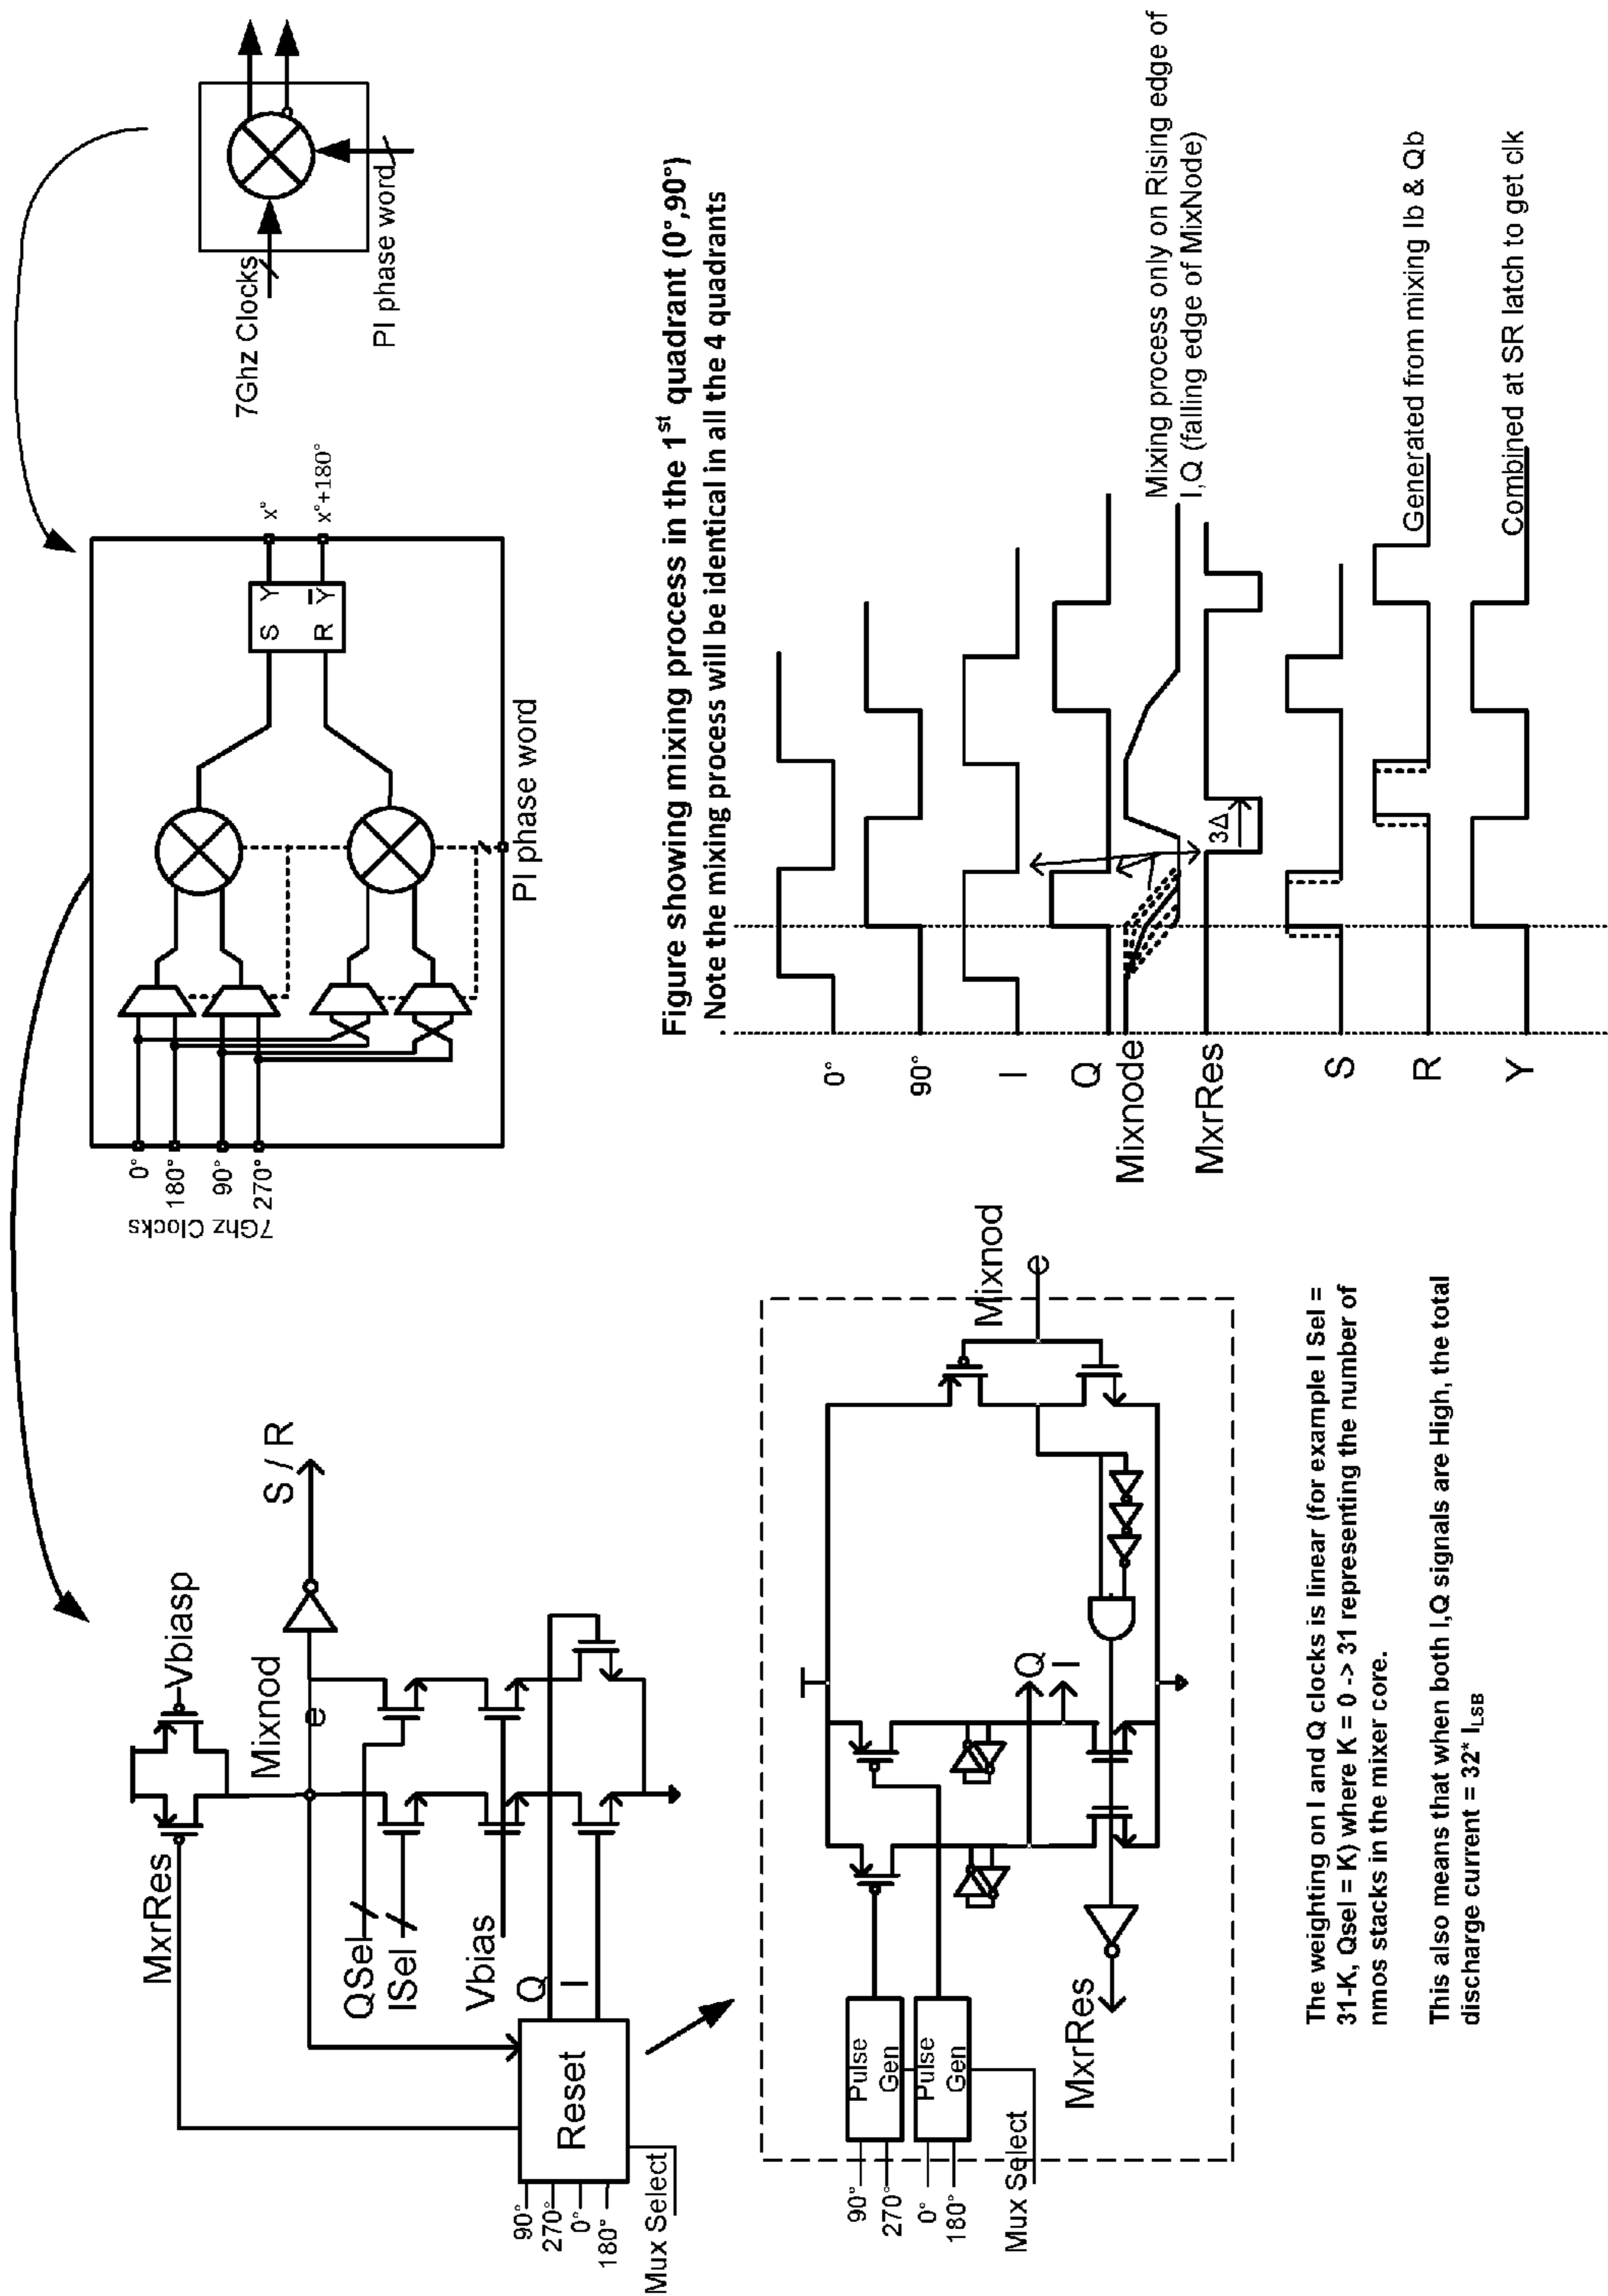 7Ghz Clocks
PI phase word
7Ghz Clocks
0°
180°
90°
270°
S Y
R Y̅
x°
x°+180°
PI phase word
MxrRes
Vbiasp
Mixnod
e
S / R
QSel
ISel
Vbias
Q
I
Reset
90°
270°
0°
180°
Mux Select
Figure showing mixing process in the 1st quadrant (0°,90°)
Note the mixing process will be identical in all the 4 quadrants
0°
90°
I
Q
Mixnode
Mixing process only on Rising edge of
I,Q (falling edge of MixNode)
MxrRes
3Δ
S
R
Generated from mixing Ib & Qb
Y
Combined at SR latch to get clk
Pulse
Gen
Pulse
Gen
90°
270°
0°
180°
Mux Select
MxrRes
Q
I
Mixnod
e
The weighting on I and Q clocks is linear (for example I Sel =
31-K, Qsel = K) where K = 0 -> 31 representing the number of
nmos stacks in the mixer core.
This also means that when both I,Q signals are High, the total
discharge current = 32* ILSB